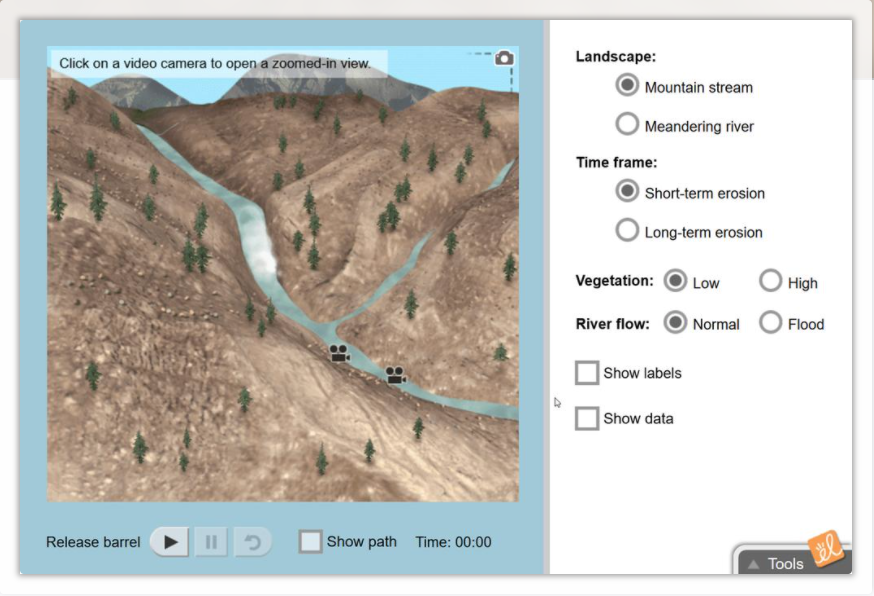 Click on a video camera to open a zoomed-in view.
Landscape:
Mountain stream
Meandering river
Time frame:
Short-term erosion
Long-term erosion
Vegetation: Low High
River flow: Normal Flood
Show labels
Show data
Release barrel Show path Time: 00:00
Tools
el